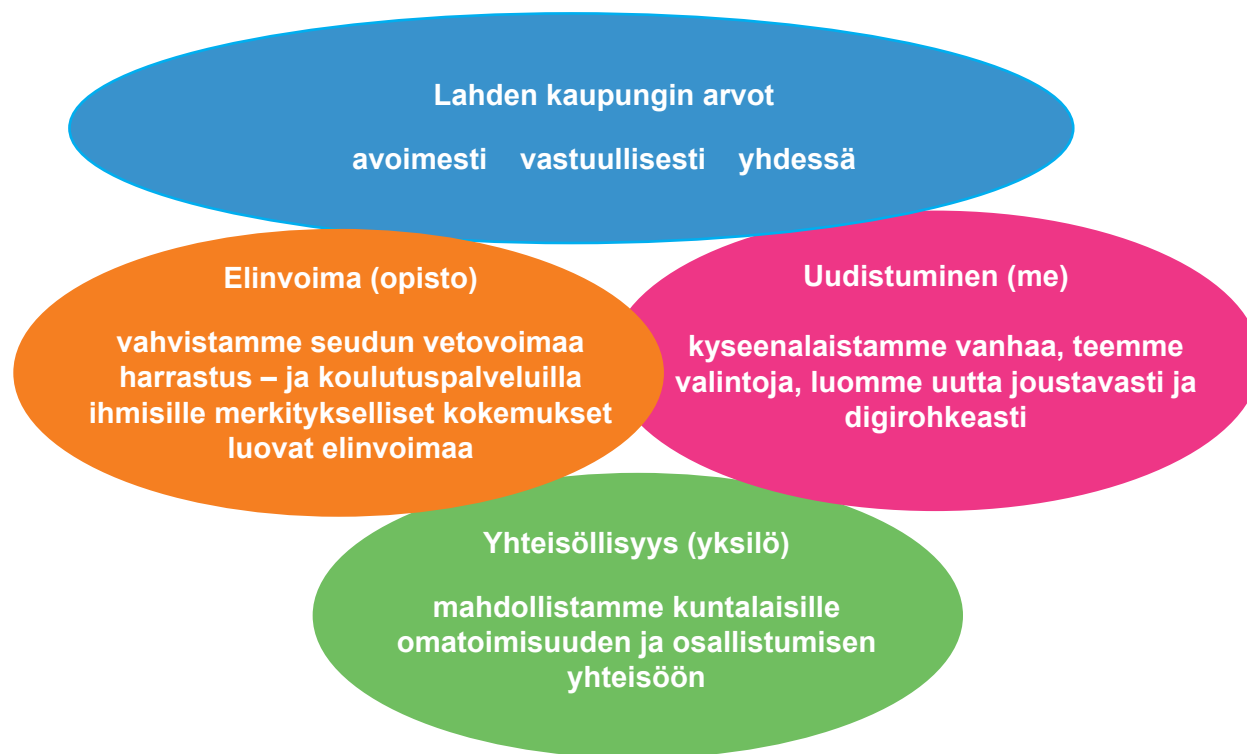 Lahden kaupungin arvot
avoimesti vastuullisesti yhdessä
Elinvoima (opisto)
vahvistamme seudun vetovoimaa
harrastus – ja koulutuspalveluilla
ihmisille merkitykselliset kokemukset
luovat elinvoimaa
Uudistuminen (me)
kyseenalaistamme vanhaa, teemme
valintoja, luomme uutta joustavasti ja
digirohkeasti
Yhteisöllisyys (yksilö)
mahdollistamme kuntalaisille
omatoimisuuden ja osallistumisen
yhteisöön